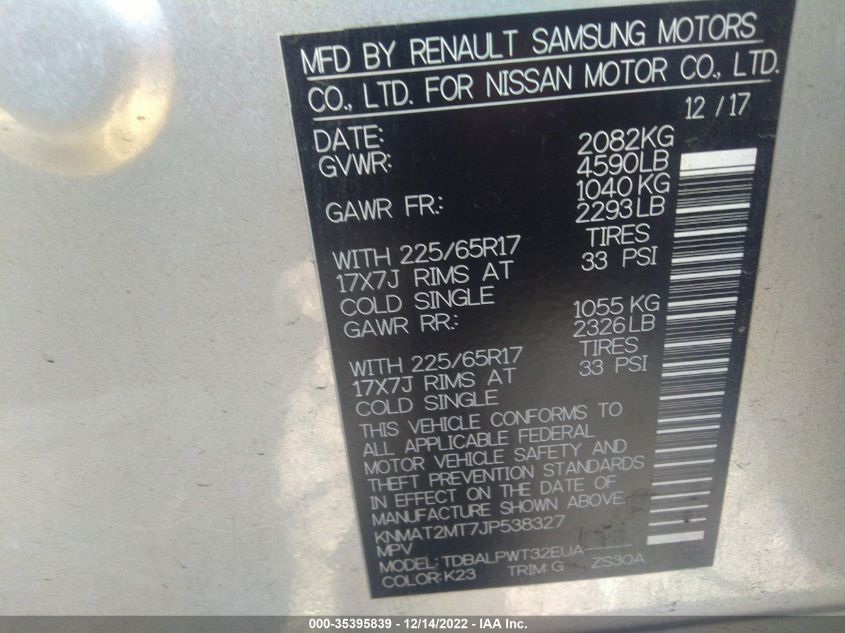 MFD BY RENAULT SAMSUNG MOTORS
CO., LTD. FOR NISSAN MOTOR CO., LTD.
DATE: 12 / 17
GVWR: 2082KG
4590LB
GAWR FR.: 1040 KG
2293 LB
WITH 225/65R17 TIRES
17X7J RIMS AT 33 PSI
COLD SINGLE
GAWR RR.: 1055 KG
2326 LB
WITH 225/65R17 TIRES
17X7J RIMS AT 33 PSI
COLD SINGLE
THIS VEHICLE CONFORMS TO
ALL APPLICABLE FEDERAL
MOTOR VEHICLE SAFETY AND
THEFT PREVENTION STANDARDS
IN EFFECT ON THE DATE OF
MANUFACTURE SHOWN ABOVE.
KNMAT2MT7JP538327
MPV
MODEL: TDBALPWT32EUA-----
COLOR: K23 TRIM: G ZS30A
000-35395839 - 12/14/2022 - IAA Inc.